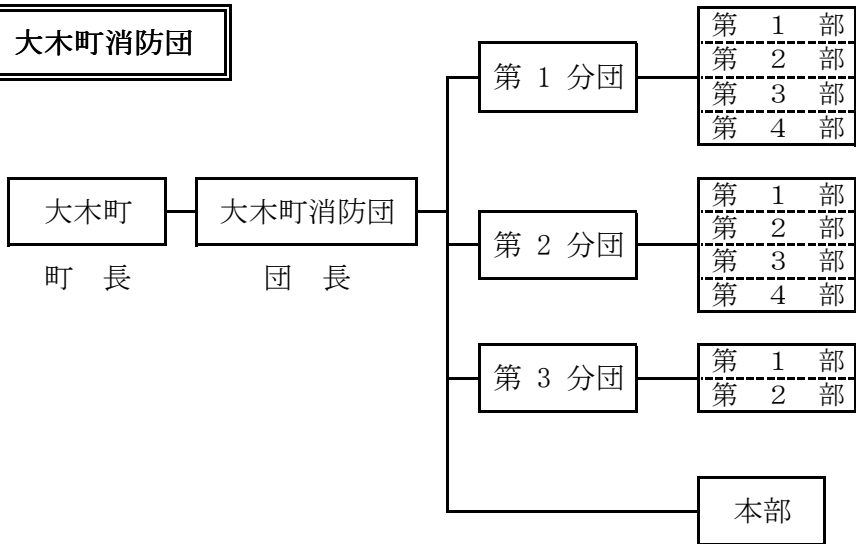 大木町消防団
第 1 分団
第 1 部
第 2 部
第 3 部
第 4 部
大木町
町 長
大木町消防団
団 長
第 2 分団
第 1 部
第 2 部
第 3 部
第 4 部
第 3 分団
第 1 部
第 2 部
本部